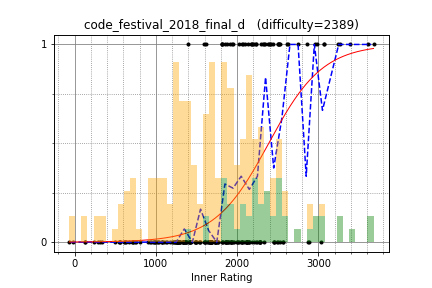 code_festival_2018_final_d (difficulty=2389)
1
0
0 1000 2000 3000
Inner Rating